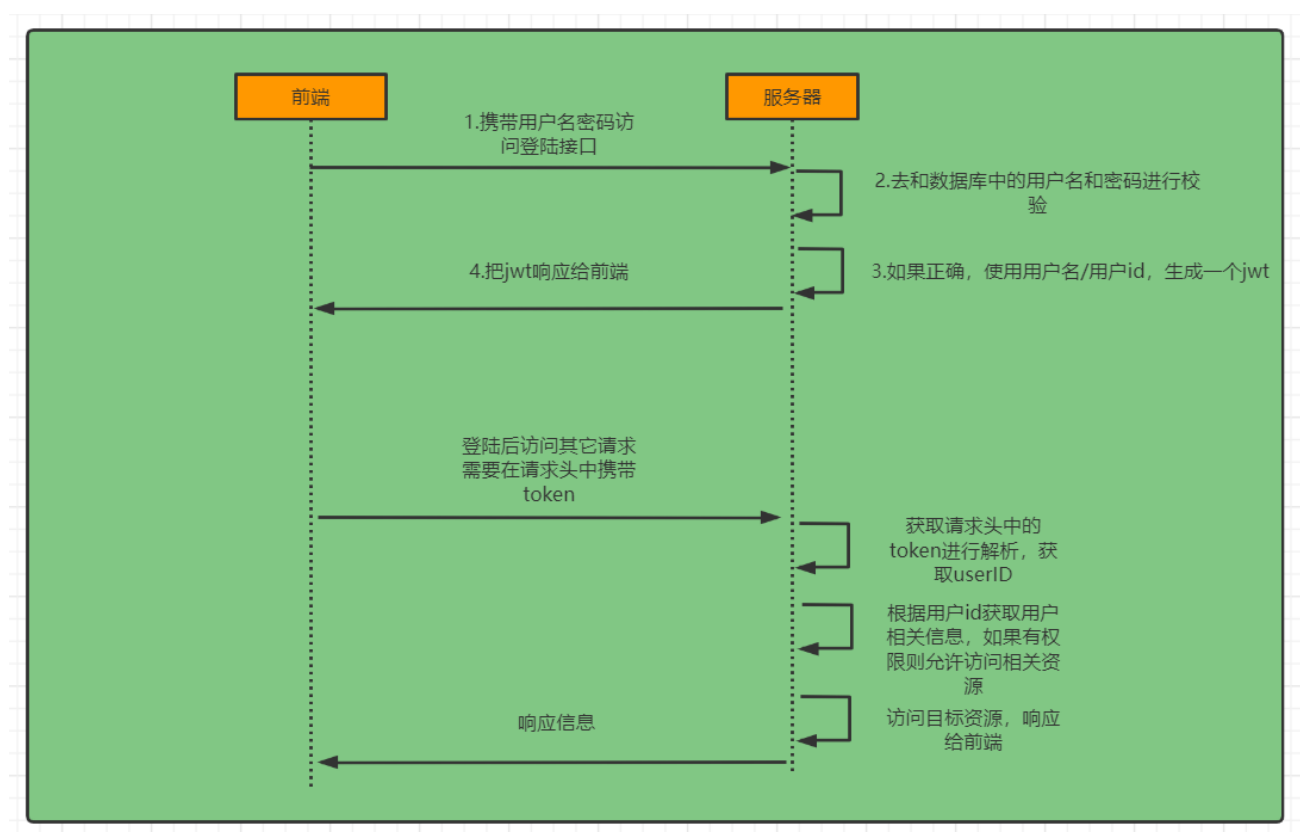 前端
服务器
1.携带用户名密码访
问登陆接口
2.去和数据库中的用户名和密码进行校
验
3.如果正确，使用用户名/用户id，生成一个jwt
4.把jwt响应给前端
登陆后访问其它请求
需要在请求头中携带
token
获取请求头中的
token进行解析，获
取userID
根据用户id获取用户
相关信息，如果有权
限则允许访问相关资
源
访问目标资源，响应
给前端
响应信息